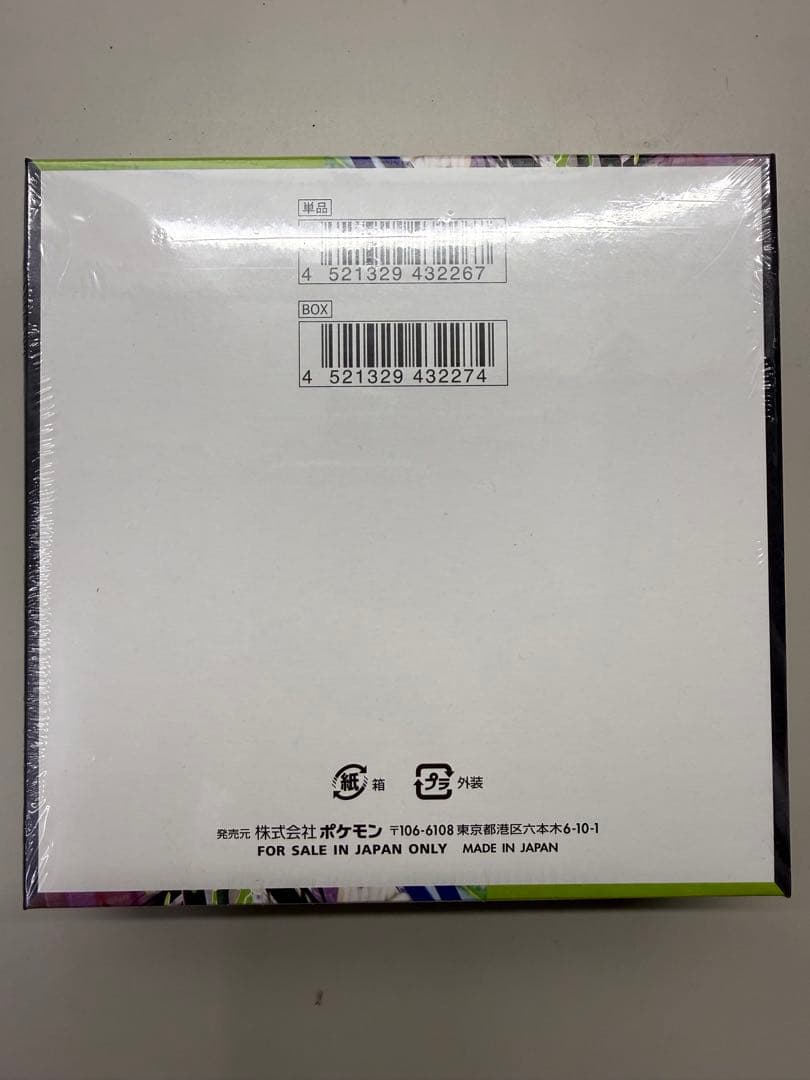 単品
4 521329 432267
BOX
4 521329 432274
紙 箱
プラ 外装
発売元 株式会社 ポケモン 〒106-6108 東京都港区六本木6-10-1
FOR SALE IN JAPAN ONLY MADE IN JAPAN